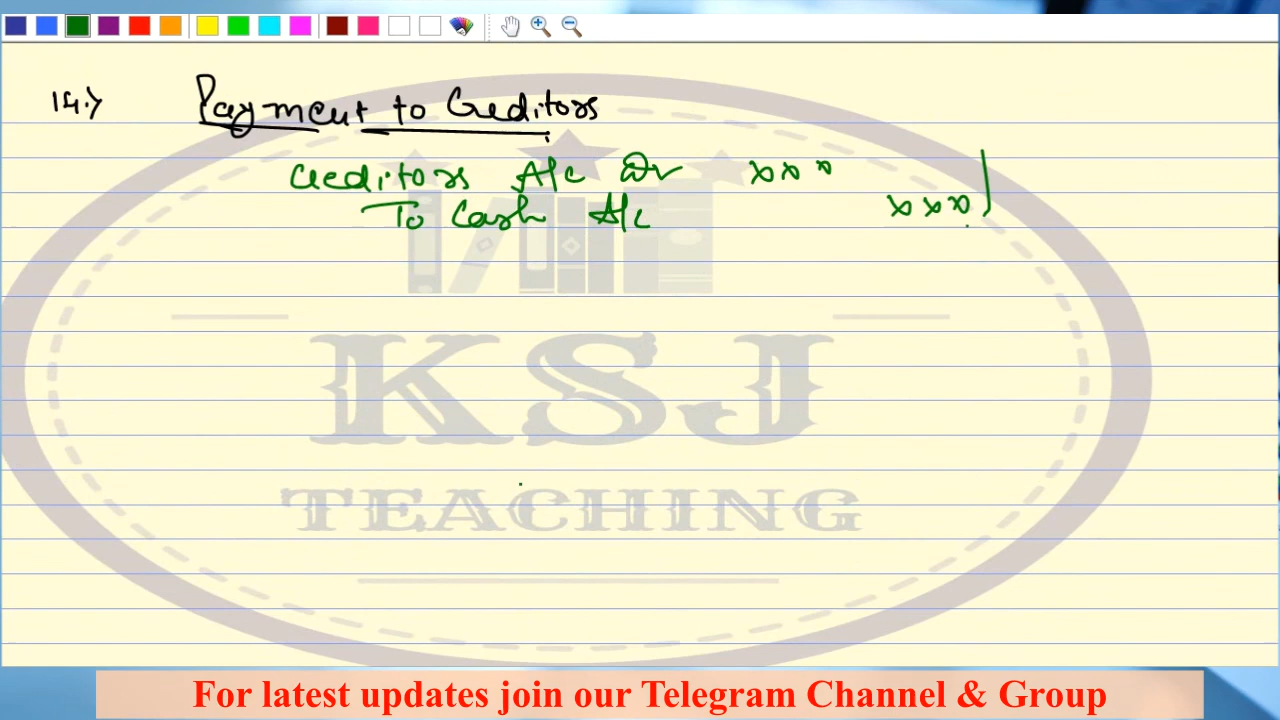 14.) Payment to Creditors
Creditors A/c Dr xxx
To Cash A/c xxx
KSJ
TEACHING
For latest updates join our Telegram Channel & Group